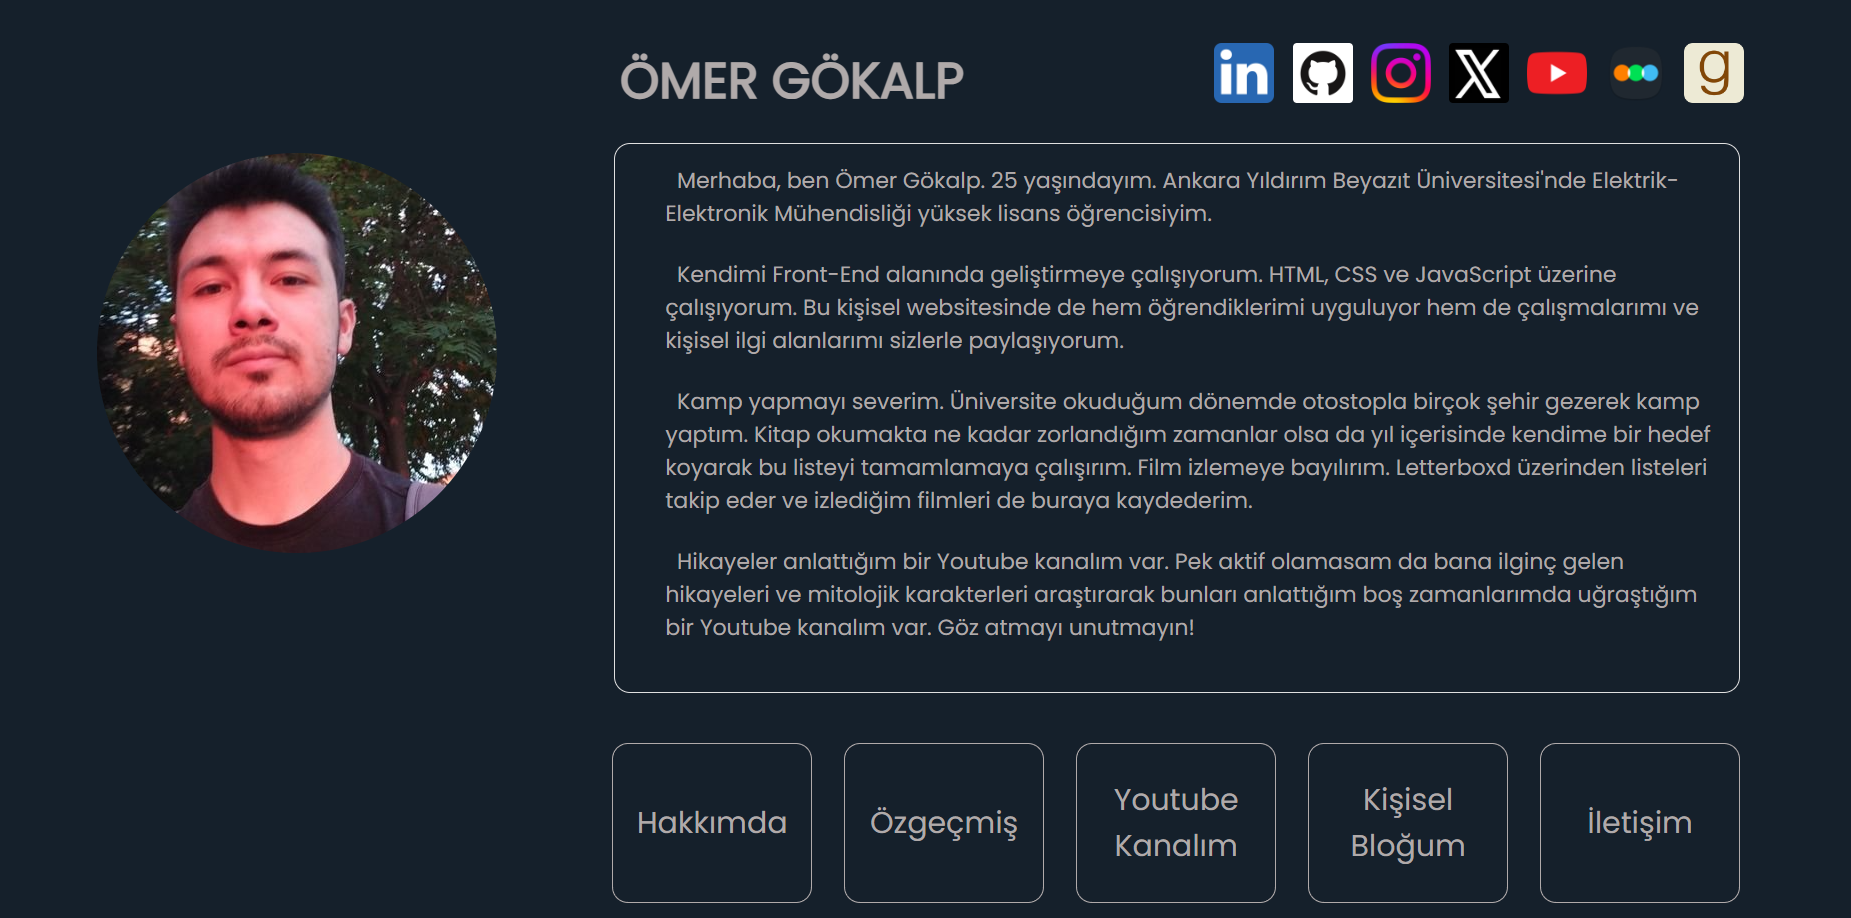 ÖMER GÖKALP
in
X
g
Merhaba, ben Ömer Gökalp. 25 yaşındayım. Ankara Yıldırım Beyazıt Üniversitesi'nde Elektrik-
Elektronik Mühendisliği yüksek lisans öğrencisiyim.
Kendimi Front-End alanında geliştirmeye çalışıyorum. HTML, CSS ve JavaScript üzerine
çalışıyorum. Bu kişisel websitesinde de hem öğrendiklerimi uyguluyor hem de çalışmalarımı ve
kişisel ilgi alanlarımı sizlerle paylaşıyorum.
Kamp yapmayı severim. Üniversite okuduğum dönemde otostopla birçok şehir gezerek kamp
yaptım. Kitap okumakta ne kadar zorlandığım zamanlar olsa da yıl içerisinde kendime bir hedef
koyarak bu listeyi tamamlamaya çalışırım. Film izlemeye bayılırım. Letterboxd üzerinden listeleri
takip eder ve izlediğim filmleri de buraya kaydederim.
Hikayeler anlattığım bir Youtube kanalım var. Pek aktif olamasam da bana ilginç gelen
hikayeleri ve mitolojik karakterleri araştırarak bunları anlattığım boş zamanlarımda uğraştığım
bir Youtube kanalım var. Göz atmayı unutmayın!
Hakkımda
Özgeçmiş
Youtube
Kanalım
Kişisel
Bloğum
İletişim